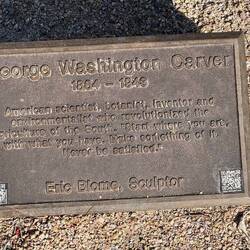 George Washington Carver
1864 - 1943
American scientist, botanist, inventor and
environmentalist who revolutionized the
agriculture of the South. "Start where you are,
with what you have. Make something of it.
Never be satisfied."
Eric Blome, Sculptor